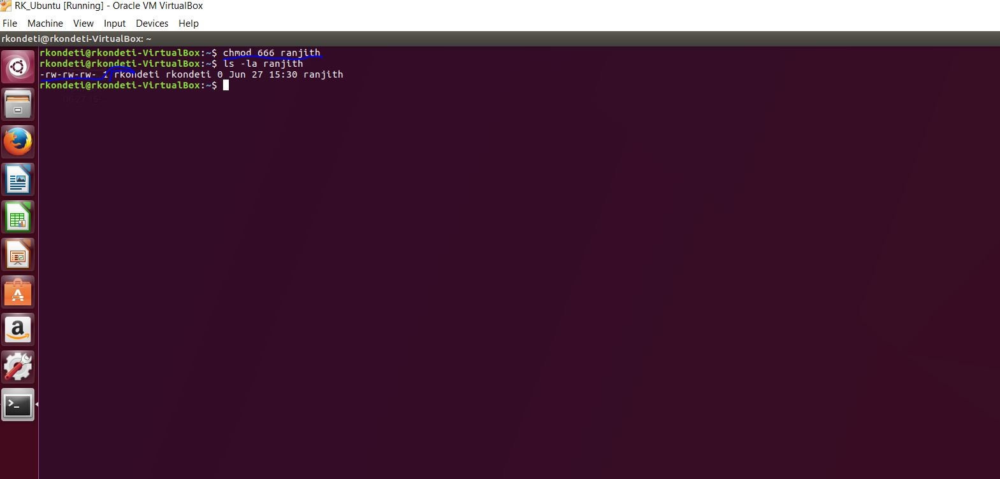 RK_Ubuntu [Running] - Oracle VM VirtualBox
File Machine View Input Devices Help
rkondeti@rkondeti-VirtualBox: ~
rkondeti@rkondeti-VirtualBox:~$ chmod 666 ranjith
rkondeti@rkondeti-VirtualBox:~$ ls -la ranjith
-rw-rw-rw- 1 rkondeti rkondeti 0 Jun 27 15:30 ranjith
rkondeti@rkondeti-VirtualBox:~$